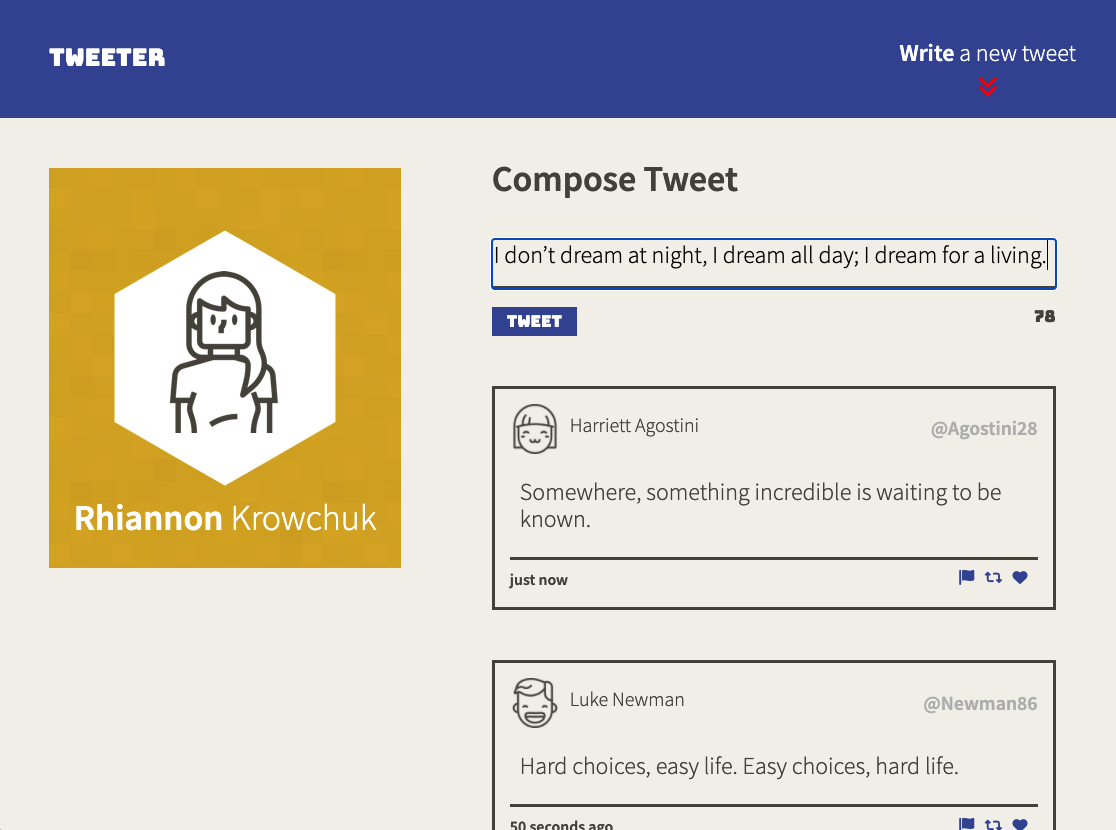 TWEETER
Write a new tweet
Rhiannon Krowchuk
Compose Tweet
I don’t dream at night, I dream all day; I dream for a living.
TWEET
78
Harriett Agostini
@Agostini28
Somewhere, something incredible is waiting to be
known.
just now
Luke Newman
@Newman86
Hard choices, easy life. Easy choices, hard life.
50 seconds ago